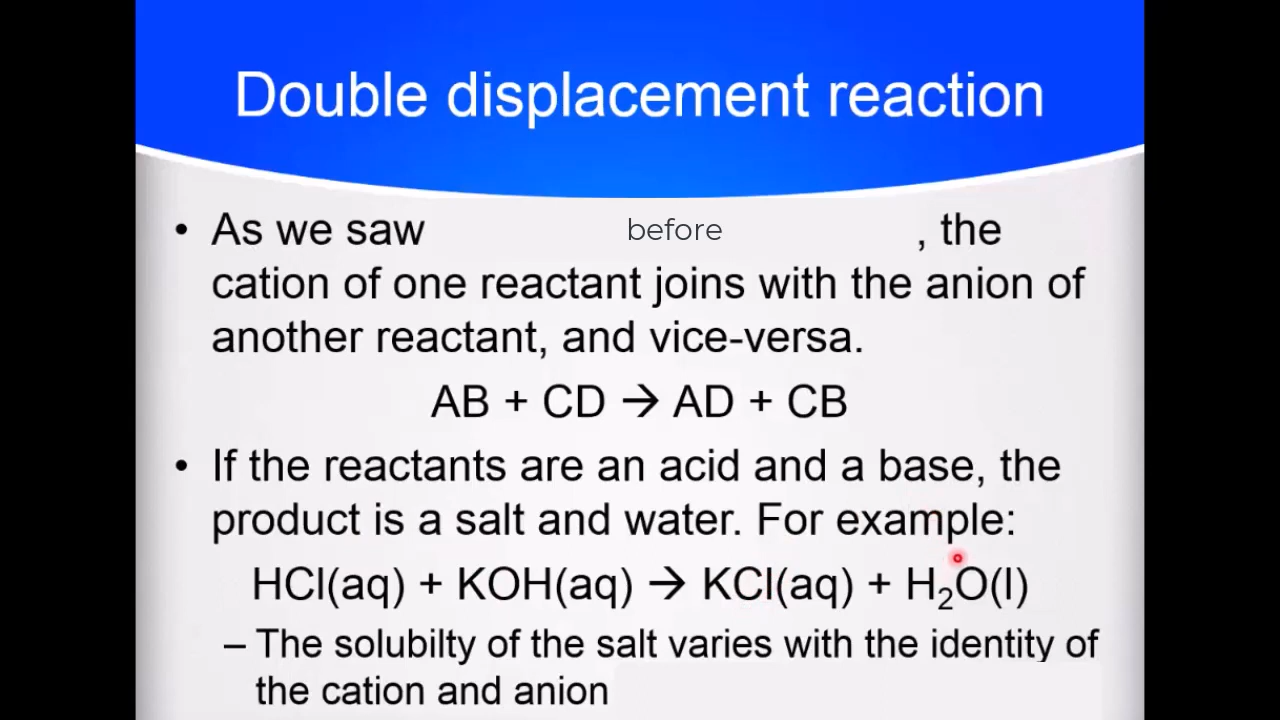 Double displacement reaction
• As we saw before , the
cation of one reactant joins with the anion of
another reactant, and vice-versa.
AB + CD → AD + CB
• If the reactants are an acid and a base, the
product is a salt and water. For example:
HCl(aq) + KOH(aq) → KCl(aq) + H₂O(l)
– The solubilty of the salt varies with the identity of
the cation and anion